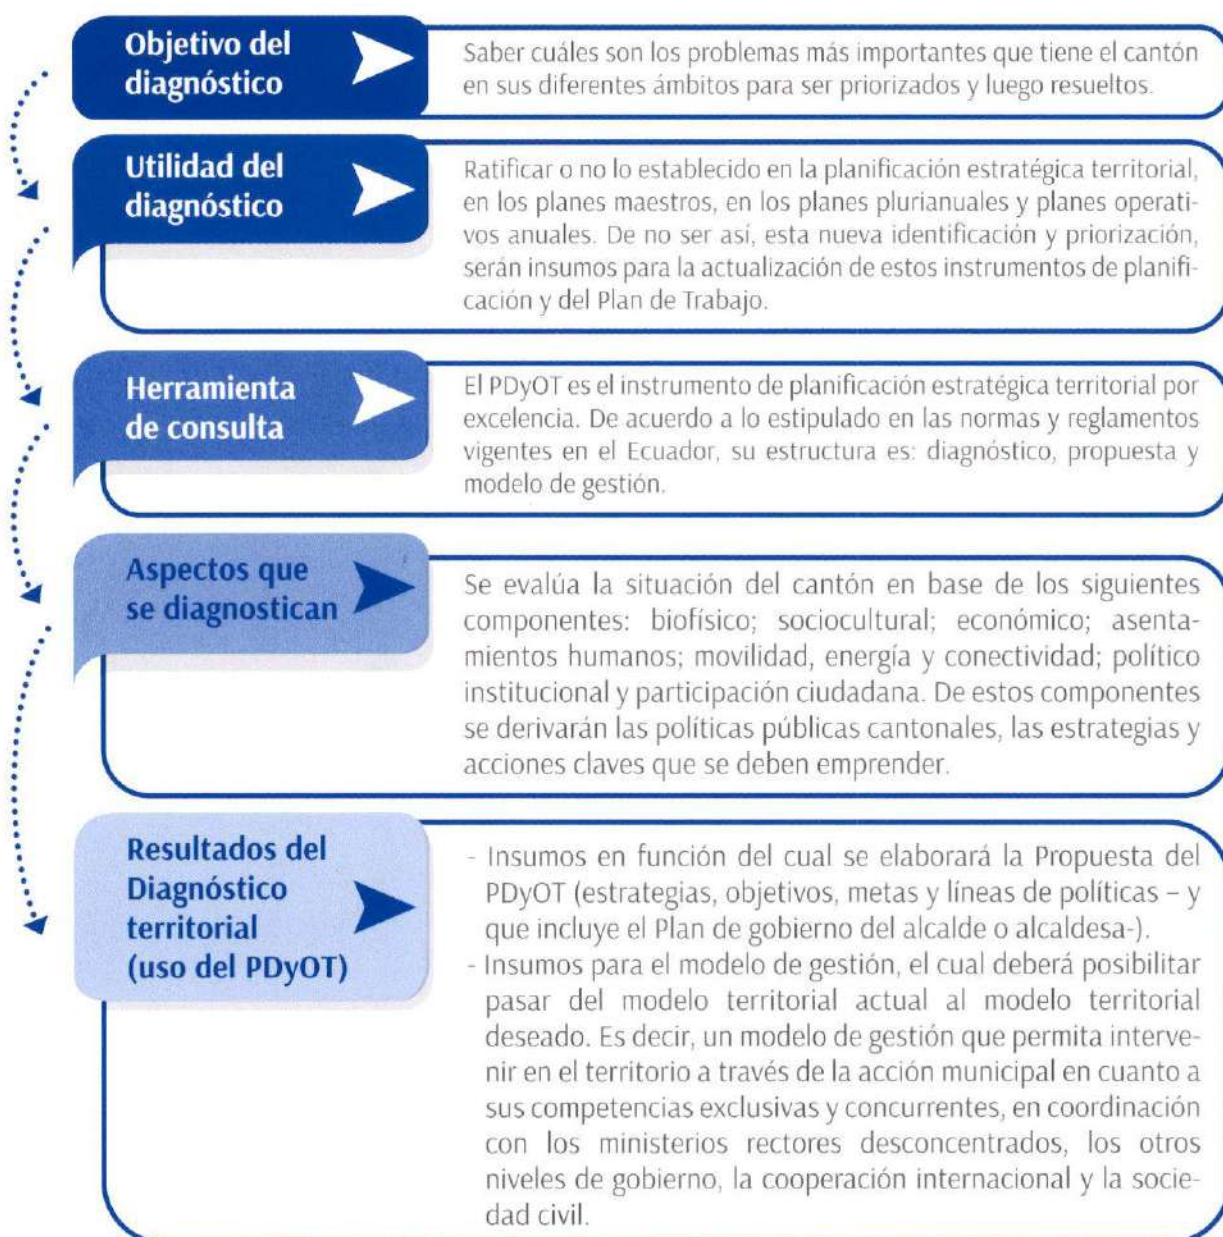 Objetivo del
diagnóstico
Saber cuáles son los problemas más importantes que tiene el cantón
en sus diferentes ámbitos para ser priorizados y luego resueltos.
Utilidad del
diagnóstico
Ratificar o no lo establecido en la planificación estratégica territorial,
en los planes maestros, en los planes plurianuales y planes operati-
vos anuales. De no ser así, esta nueva identificación y priorización,
serán insumos para la actualización de estos instrumentos de planifi-
cación y del Plan de Trabajo.
Herramienta
de consulta
El PDyOT es el instrumento de planificación estratégica territorial por
excelencia. De acuerdo a lo estipulado en las normas y reglamentos
vigentes en el Ecuador, su estructura es: diagnóstico, propuesta y
modelo de gestión.
Aspectos que
se diagnostican
Se evalúa la situación del cantón en base de los siguientes
componentes: biofísico; sociocultural; económico; asenta-
mientos humanos; movilidad, energía y conectividad; político
institucional y participación ciudadana. De estos componentes
se derivarán las políticas públicas cantonales, las estrategias y
acciones claves que se deben emprender.
Resultados del
Diagnóstico
territorial
(uso del PDyOT)
- Insumos en función del cual se elaborará la Propuesta del
PDyOT (estrategias, objetivos, metas y líneas de políticas – y
que incluye el Plan de gobierno del alcalde o alcaldesa-).
- Insumos para el modelo de gestión, el cual deberá posibilitar
pasar del modelo territorial actual al modelo territorial
deseado. Es decir, un modelo de gestión que permita interve-
nir en el territorio a través de la acción municipal en cuanto a
sus competencias exclusivas y concurrentes, en coordinación
con los ministerios rectores desconcentrados, los otros
niveles de gobierno, la cooperación internacional y la socie-
dad civil.